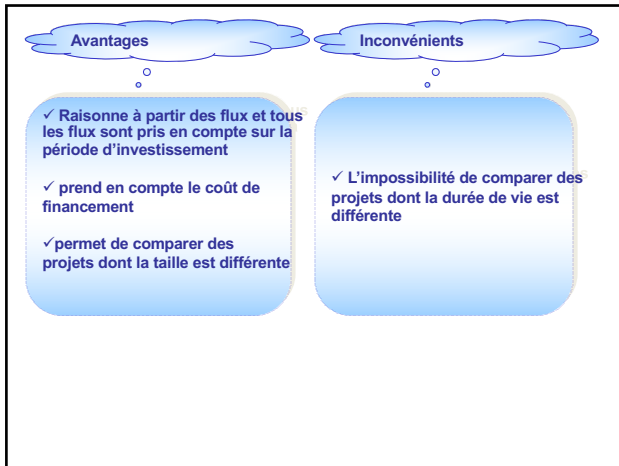 Avantages
Inconvénients
✓ Raisonne à partir des flux et tous
les flux sont pris en compte sur la
période d'investissement
✓ prend en compte le coût de
financement
✓permet de comparer des
projets dont la taille est différente
✓ L'impossibilité de comparer des
projets dont la durée de vie est
différente